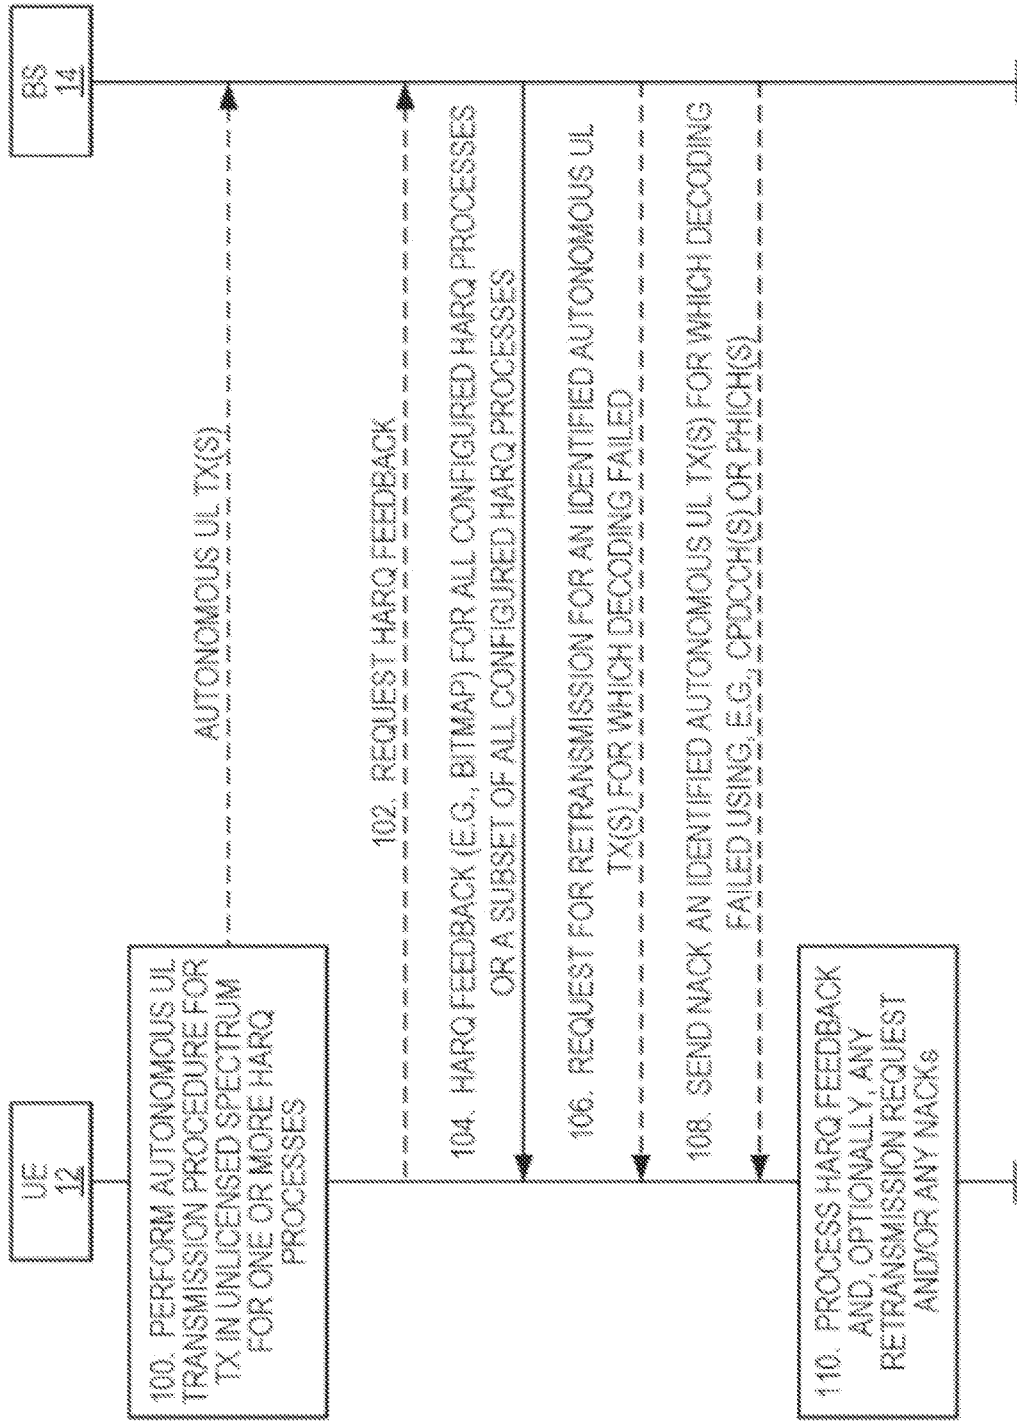 UE
12
BS
14
100. PERFORM AUTONOMOUS UL
TRANSMISSION PROCEDURE FOR
TX IN UNLICENSED SPECTRUM
FOR ONE OR MORE HARQ
PROCESSES
AUTONOMOUS UL TX(S)
102. REQUEST HARQ FEEDBACK
104. HARQ FEEDBACK (E.G., BITMAP) FOR ALL CONFIGURED HARQ PROCESSES
OR A SUBSET OF ALL CONFIGURED HARQ PROCESSES
106. REQUEST FOR RETRANSMISSION FOR AN IDENTIFIED AUTONOMOUS UL
TX(S) FOR WHICH DECODING FAILED
108. SEND NACK AN IDENTIFIED AUTONOMOUS UL TX(S) FOR WHICH DECODING
FAILED USING, E.G., CPDCCH(S) OR PHICH(S)
110. PROCESS HARQ FEEDBACK
AND, OPTIONALLY, ANY
RETRANSMISSION REQUEST
AND/OR ANY NACKs